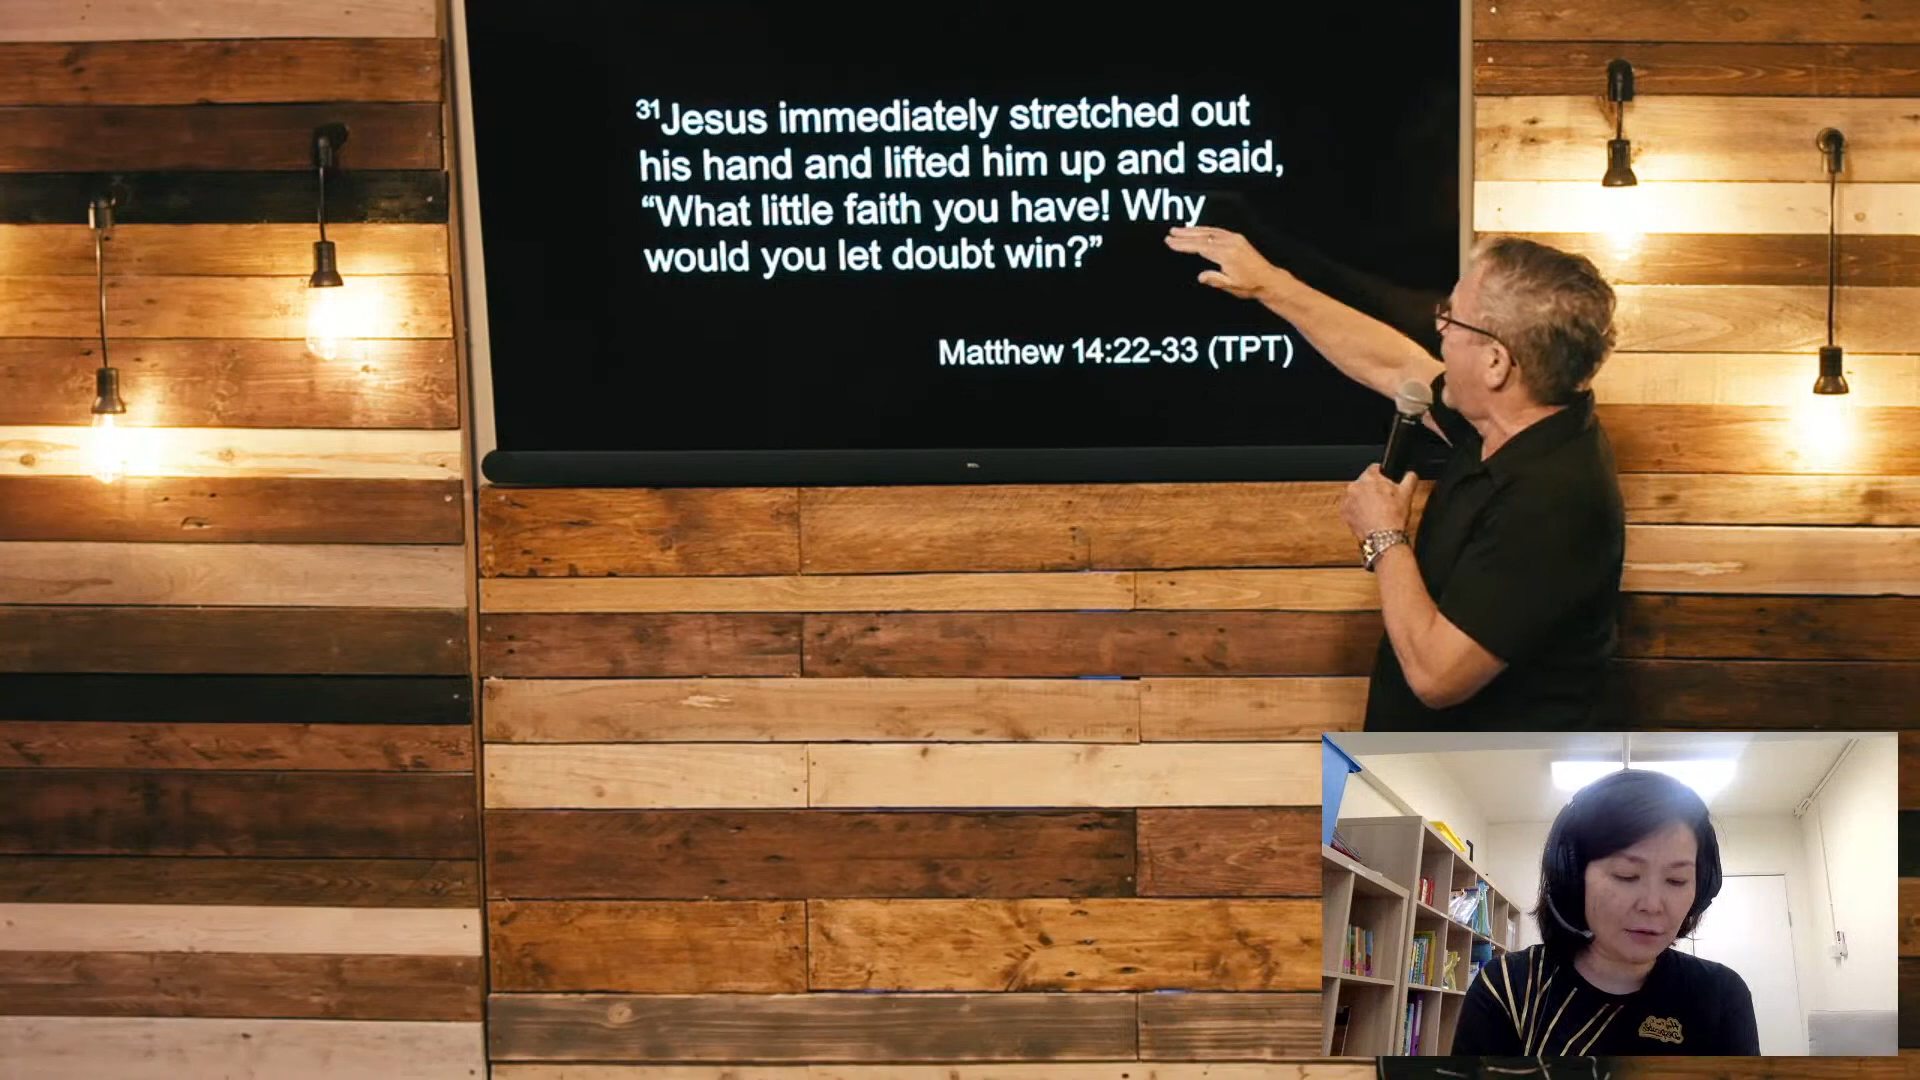 ³¹Jesus immediately stretched out
his hand and lifted him up and said,
“What little faith you have! Why
would you let doubt win?”
Matthew 14:22-33 (TPT)